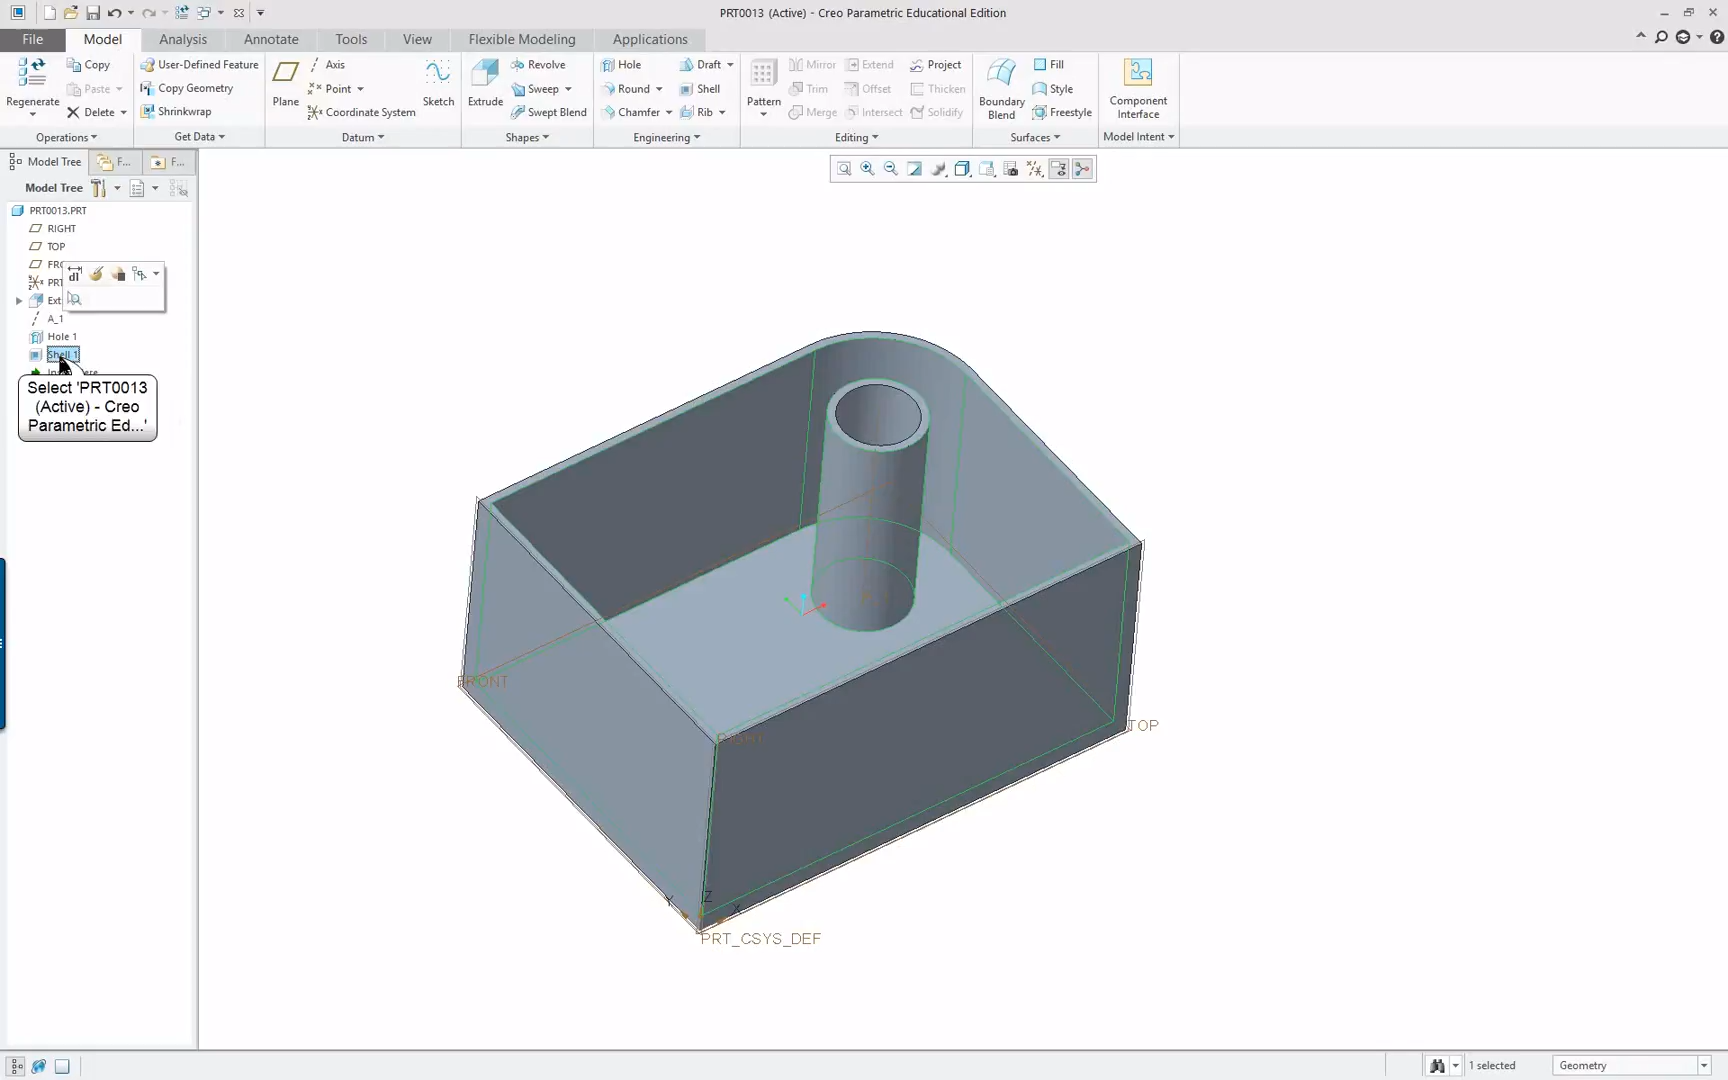 PRT0013 (Active) - Creo Parametric Educational Edition
File Model Analysis Annotate Tools View Flexible Modeling Applications
Regenerate
Copy
Paste
Delete
Operations
User-Defined Feature
Copy Geometry
Shrinkwrap
Get Data
Plane
Axis
Point
Coordinate System
Sketch
Datum
Extrude
Revolve
Sweep
Swept Blend
Shapes
Hole
Round
Chamfer
Draft
Shell
Rib
Engineering
Pattern
Mirror
Trim
Merge
Extend
Offset
Intersect
Project
Thicken
Solidify
Editing
Boundary
Blend
Fill
Style
Freestyle
Surfaces
Component
Interface
Model Intent
Model Tree F... F...
Model Tree
PRT0013.PRT
RIGHT
TOP
FRO
PRT
Ext
A_1
Hole 1
Shell 1
Select 'PRT0013
(Active) - Creo
Parametric Ed...'
FRONT
TOP
Y
Z
X
PRT_CSYS_DEF
1 selected
Geometry